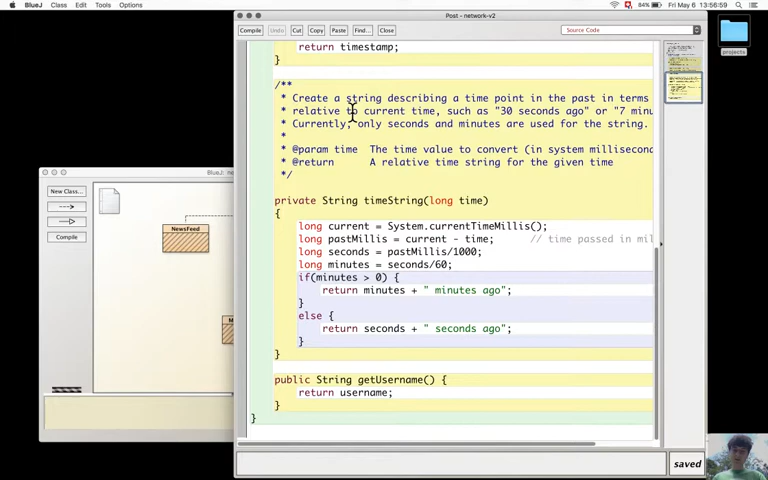 BlueJ Class Edit Tools Options
84% Fri May 6 13:56:59
Post - network-v2
Compile Undo Cut Copy Paste Find... Close
Source Code
return timestamp;
}
/**
* Create a string describing a time point in the past in terms
* relative to current time, such as "30 seconds ago" or "7 minu
* Currently, only seconds and minutes are used for the string.
*
* @param time The time value to convert (in system millisecond
* @return A relative time string for the given time
*/
private String timeString(long time)
{
long current = System.currentTimeMillis();
long pastMillis = current - time; // time passed in mil
long seconds = pastMillis/1000;
long minutes = seconds/60;
if(minutes > 0) {
return minutes + " minutes ago";
}
else {
return seconds + " seconds ago";
}
}
public String getUsername() {
return username;
}
}
saved
BlueJ:
New Class...
Compile
NewsFeed
M
projects